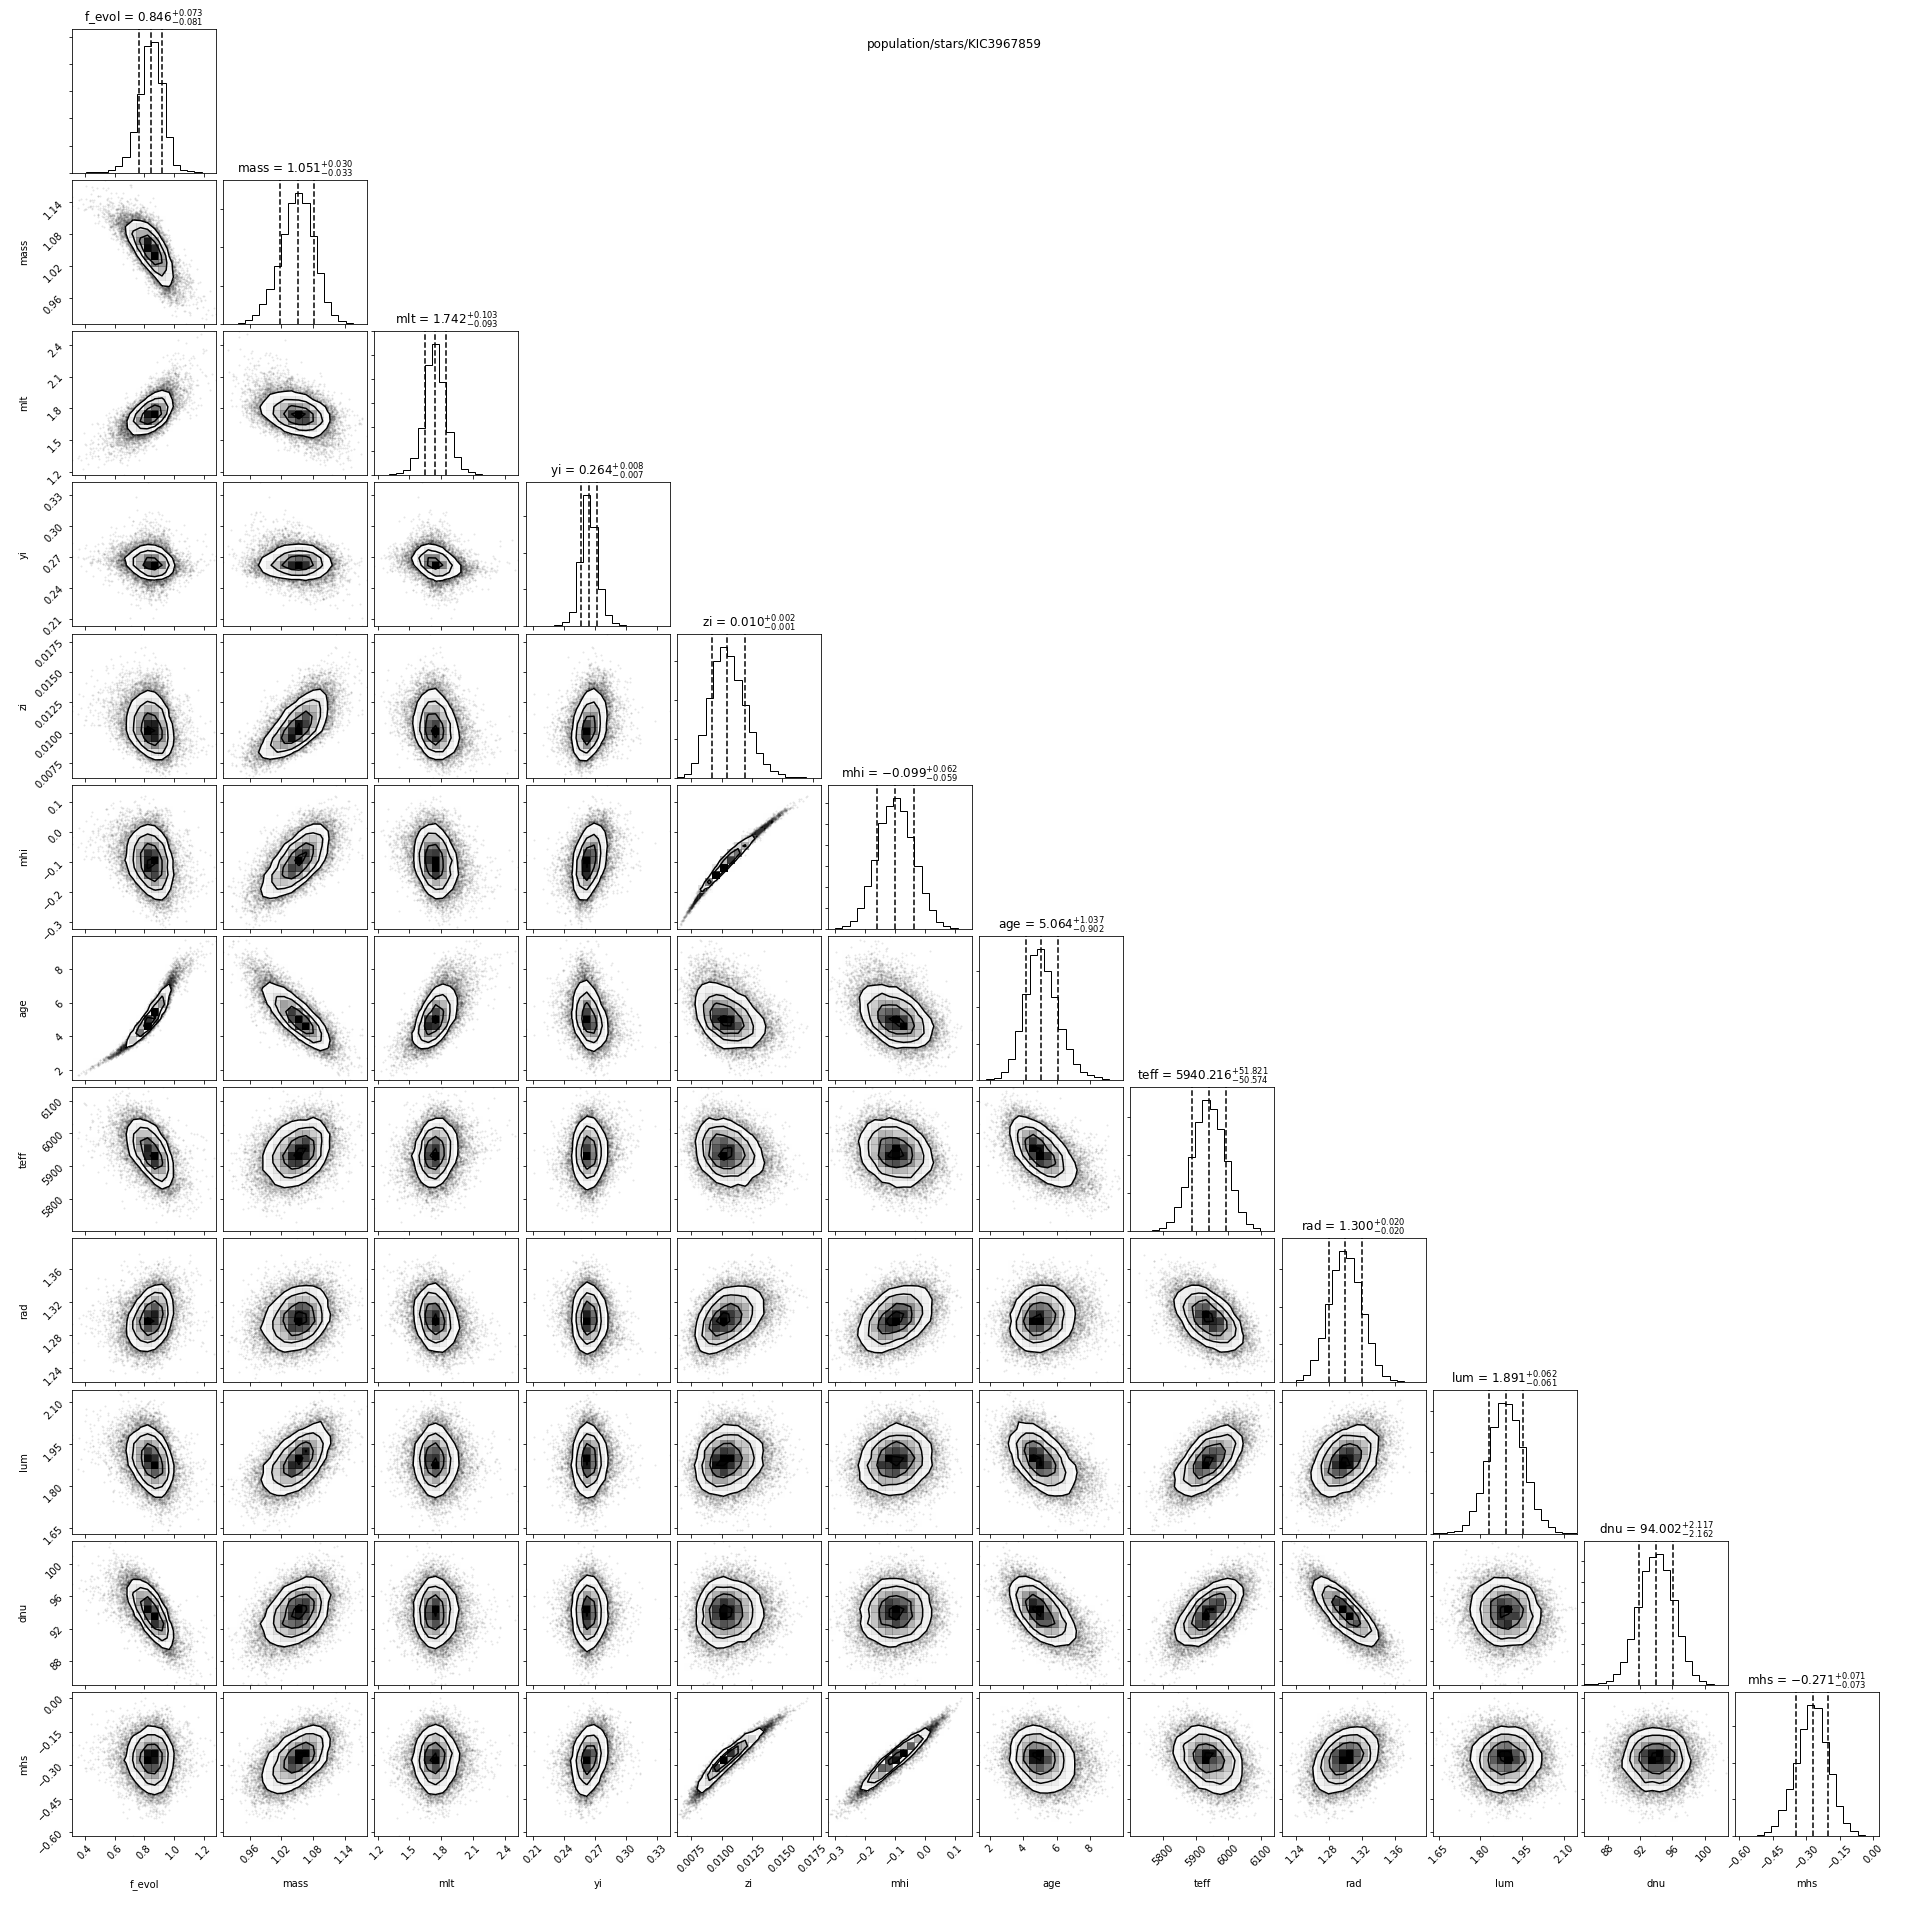 f_evol = 0.846+0.073 −0.081
population/stars/KIC3967859
mass = 1.051+0.030 −0.033
1.14
1.08
1.02
0.96
mass
mlt = 1.742+0.103 −0.093
2.4
2.1
1.8
1.5
1.2
mlt
yi = 0.264+0.008 −0.007
0.33
0.30
0.27
0.24
0.21
yi
zi = 0.010+0.002 −0.001
0.0175
0.0150
0.0125
0.0100
0.0075
zi
mhi = −0.099+0.062 −0.059
0.1
0.0
−0.1
−0.2
−0.3
mhi
age = 5.064+1.037 −0.902
8
6
4
2
age
teff = 5940.216+51.821 −50.574
6100
6000
5900
5800
teff
rad = 1.300+0.020 −0.020
1.36
1.32
1.28
1.24
rad
lum = 1.891+0.062 −0.061
2.10
1.95
1.80
1.65
lum
dnu = 94.002+2.117 −2.162
100
96
92
88
dnu
mhs = −0.271+0.071 −0.073
0.00
−0.15
−0.30
−0.45
−0.60
mhs
0.4 0.6 0.8 1.0 1.2
0.96 1.02 1.08 1.14
1.2 1.5 1.8 2.1 2.4
0.21 0.24 0.27 0.30 0.33
0.0075 0.0100 0.0125 0.0150 0.0175
−0.3 −0.2 −0.1 0.0 0.1
2 4 6 8
5800 5900 6000 6100
1.24 1.28 1.32 1.36
1.65 1.80 1.95 2.10
88 92 96 100
−0.60 −0.45 −0.30 −0.15 0.00
f_evol mass mlt yi zi mhi age teff rad lum dnu mhs